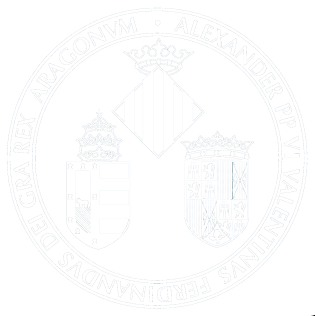 ALEXANDER PP VI VALENTINVS FERDINANDVS DEI GRA REX ARAGONVM